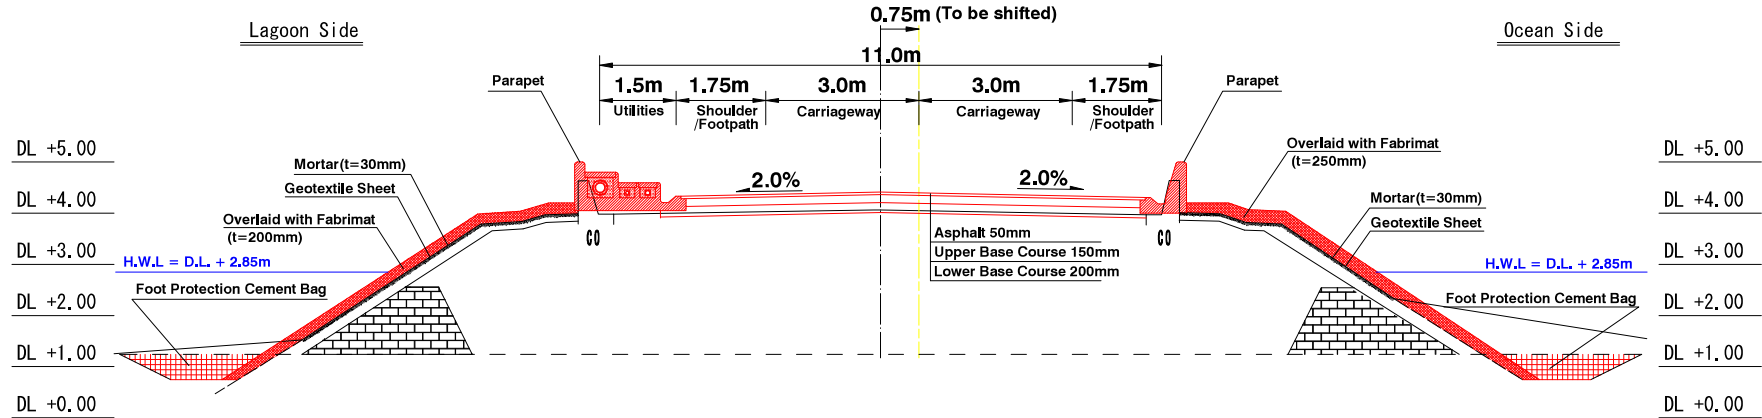 0.75m (To be shifted)
Lagoon Side
Ocean Side
11.0m
Parapet
1.5m
1.75m
3.0m
3.0m
1.75m
Parapet
Utilities
Shoulder
/Footpath
Carriageway
Carriageway
Shoulder
/Footpath
DL +5.00
Mortar(t=30mm)
Overlaid with Fabrimat
(t=250mm)
DL +5.00
Geotextile Sheet
2.0%
2.0%
DL +4.00
Overlaid with Fabrimat
(t=200mm)
Mortar(t=30mm)
Geotextile Sheet
DL +4.00
CO
CO
Asphalt 50mm
Upper Base Course 150mm
Lower Base Course 200mm
DL +3.00
H.W.L = D.L. + 2.85m
H.W.L = D.L. + 2.85m
DL +3.00
Foot Protection Cement Bag
Foot Protection Cement Bag
DL +2.00
DL +2.00
DL +1.00
DL +1.00
DL +0.00
DL +0.00